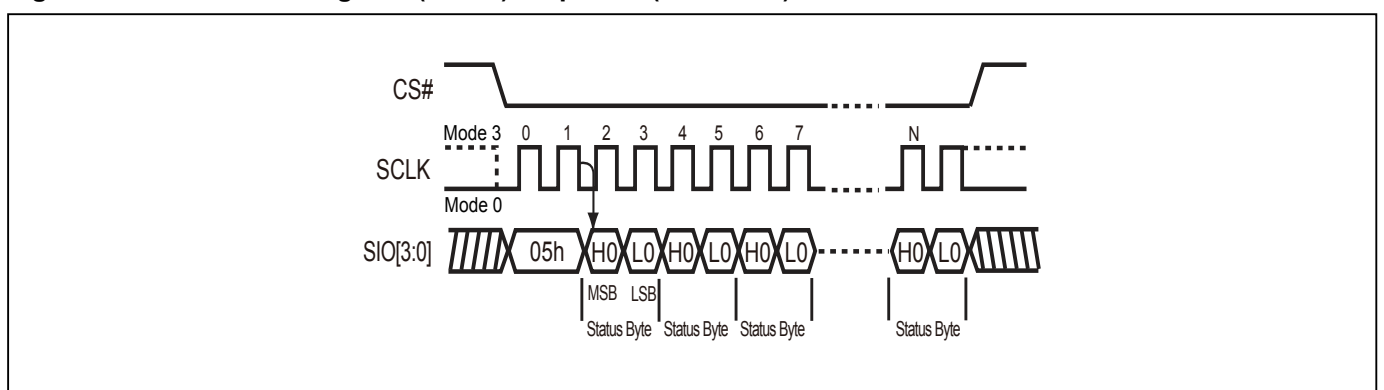 CS#
Mode 3 0 1 2 3 4 5 6 7 N
SCLK
Mode 0
SIO[3:0] 05h H0 L0 H0 L0 H0 L0 H0 L0
MSB LSB
Status Byte Status Byte Status Byte Status Byte